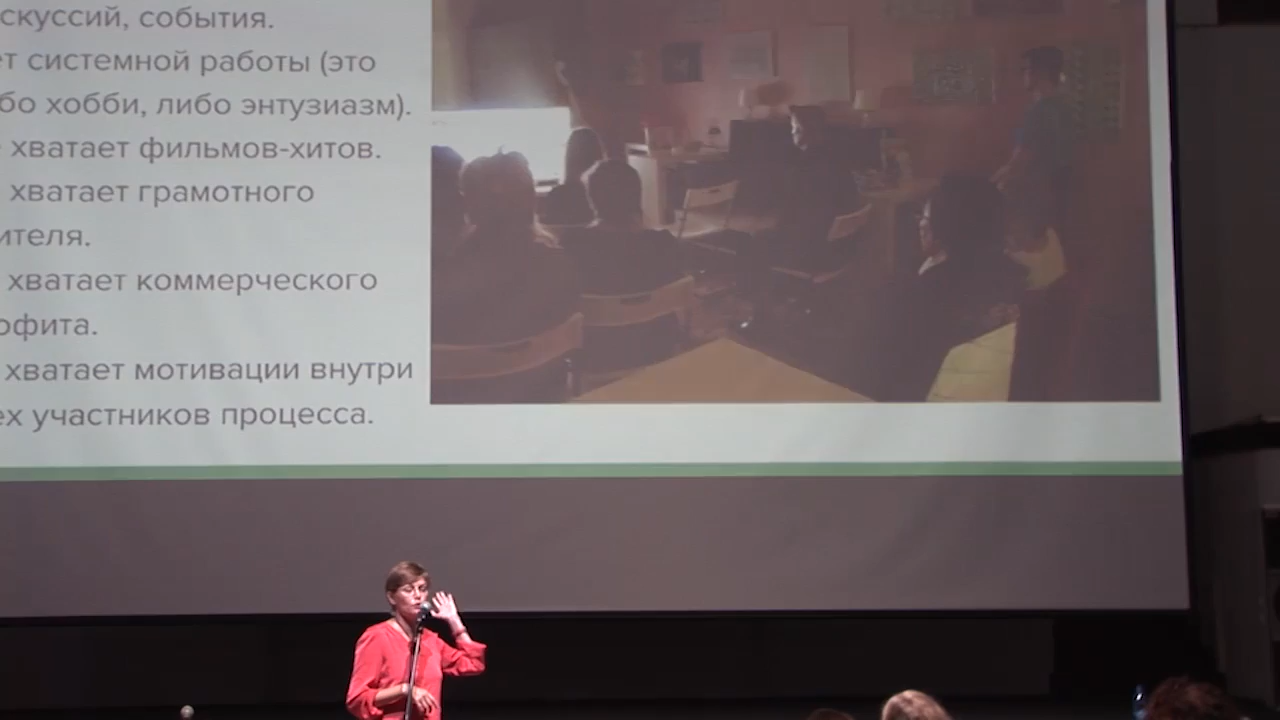 скуссий, события.
ет системной работы (это
бо хобби, либо энтузиазм).
хватает фильмов-хитов.
хватает грамотного
ителя.
хватает коммерческого
офита.
хватает мотивации внутри
ех участников процесса.